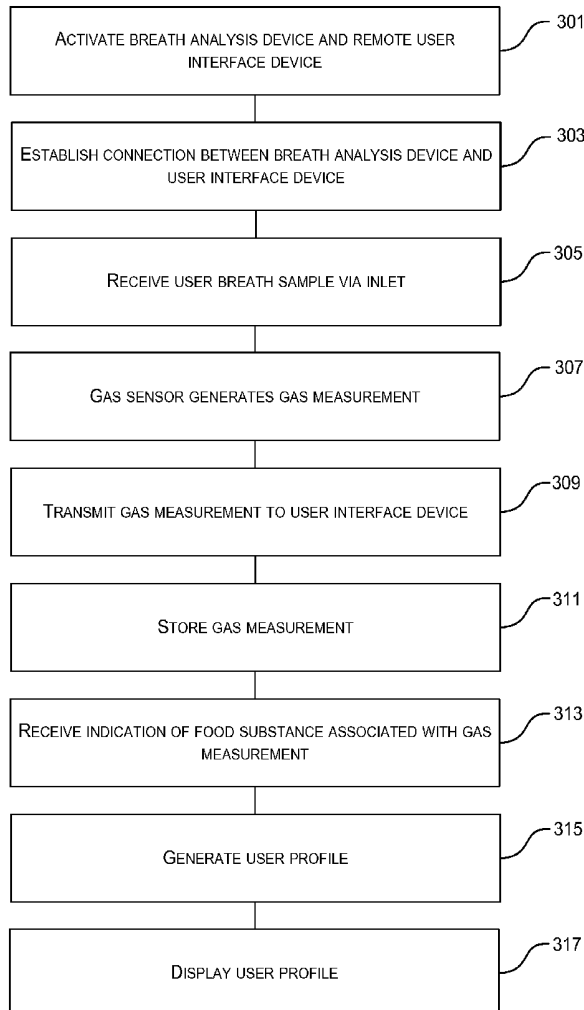 ACTIVATE BREATH ANALYSIS DEVICE AND REMOTE USER
INTERFACE DEVICE
301
ESTABLISH CONNECTION BETWEEN BREATH ANALYSIS DEVICE AND
USER INTERFACE DEVICE
303
RECEIVE USER BREATH SAMPLE VIA INLET
305
GAS SENSOR GENERATES GAS MEASUREMENT
307
TRANSMIT GAS MEASUREMENT TO USER INTERFACE DEVICE
309
STORE GAS MEASUREMENT
311
RECEIVE INDICATION OF FOOD SUBSTANCE ASSOCIATED WITH GAS
MEASUREMENT
313
GENERATE USER PROFILE
315
DISPLAY USER PROFILE
317